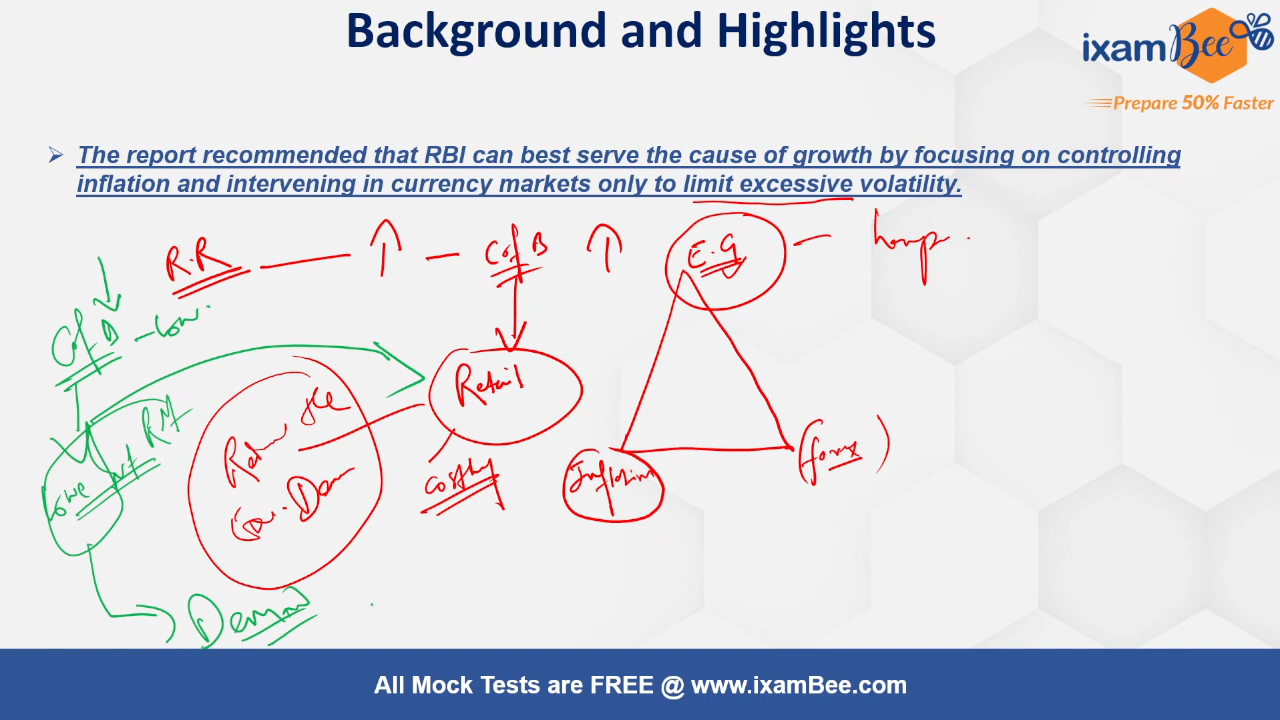 Background and Highlights
ixamBee
Prepare 50% Faster
The report recommended that RBI can best serve the cause of growth by focusing on controlling
inflation and intervening in currency markets only to limit excessive volatility.
R.R
C of B
E.G
C of B - low
Retail
Costly
Inflation
(forex)
Demand
All Mock Tests are FREE @ www.ixamBee.com